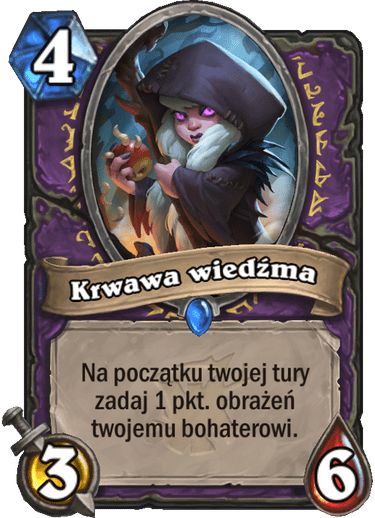 4
Krwawa wiedźma
Na początku twojej tury
zadaj 1 pkt. obrażeń
twojemu bohaterowi.
3
6